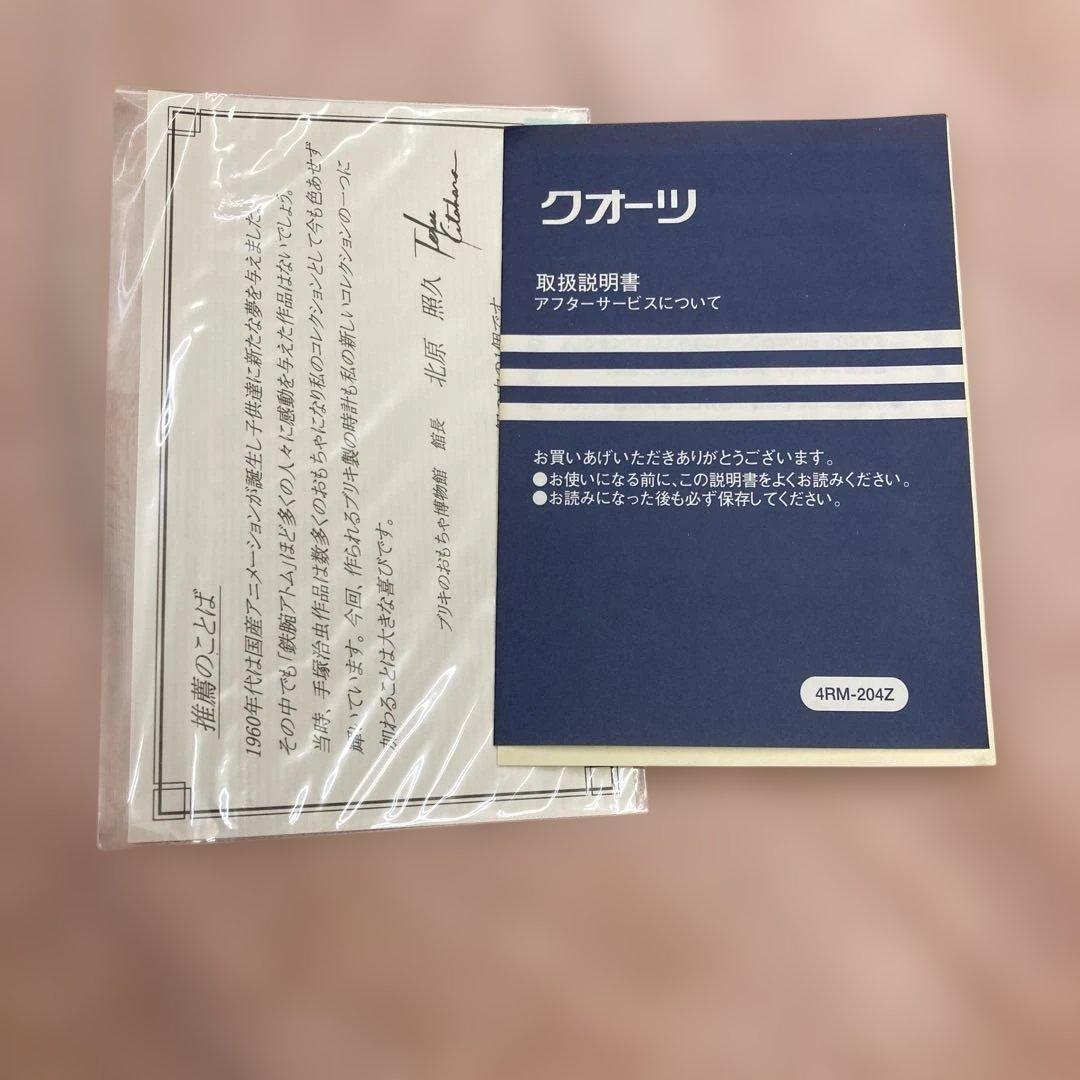 推薦のことば
1960年代は国産アニメーションが誕生し子供達に新たな夢を与えました
その中でも「鉄腕アトム」ほど多くの人々に感動を与えた作品はないでしょう。
当時、手塚治虫作品は数多くのおもちゃになり私のコレクションとして今も色あせず
輝いています。今回、作られるブリキ製の時計も私の新しいコレクションの一つに
加わることは大きな喜びです。
ブリキのおもちゃ博物館 館長 北原 照久
Teru Kitahara
クオーツ
取扱説明書
アフターサービスについて
お買いあげいただきありがとうございます。
●お使いになる前に、この説明書をよくお読みください。
●お読みになった後も必ず保存してください。
4RM-204Z